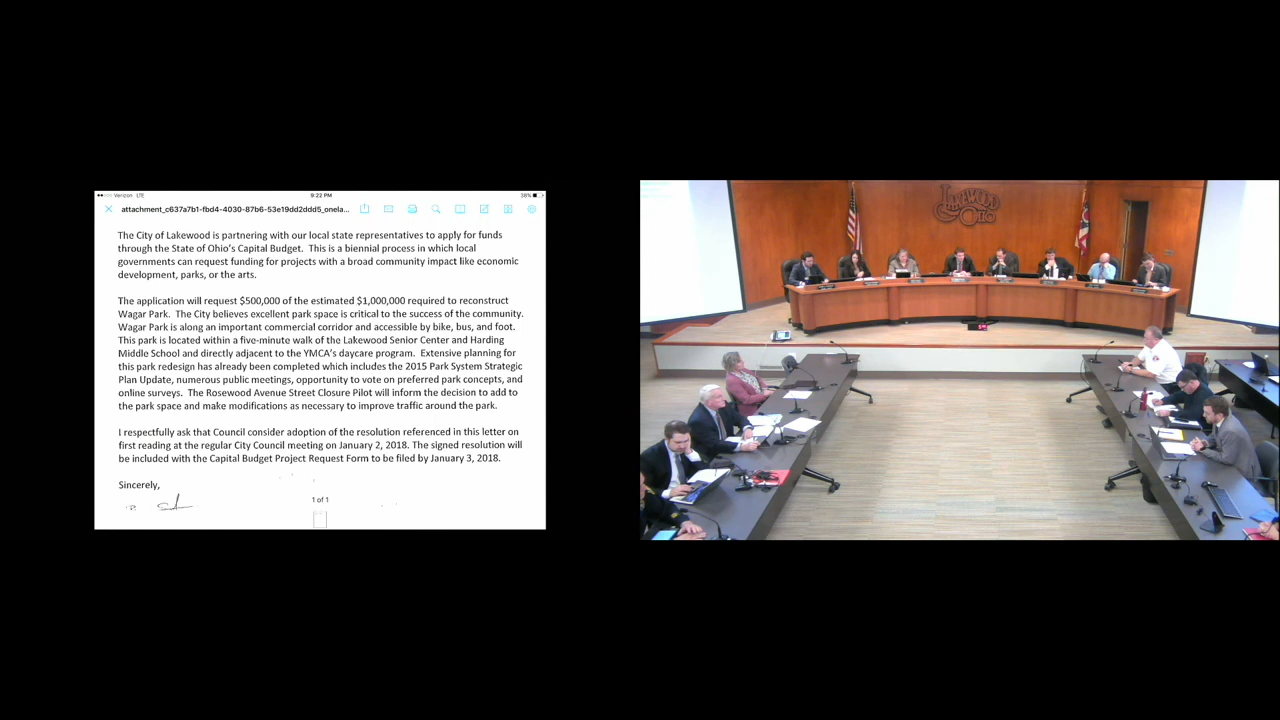 Verizon LTE
9:22 PM
38%
attachment_c637a7b1-fbd4-4030-87b6-53e19dd2ddd5_onela...
The City of Lakewood is partnering with our local state representatives to apply for funds
through the State of Ohio's Capital Budget. This is a biennial process in which local
governments can request funding for projects with a broad community impact like economic
development, parks, or the arts.
The application will request $500,000 of the estimated $1,000,000 required to reconstruct
Wagar Park. The City believes excellent park space is critical to the success of the community.
Wagar Park is along an important commercial corridor and accessible by bike, bus, and foot.
This park is located within a five-minute walk of the Lakewood Senior Center and Harding
Middle School and directly adjacent to the YMCA's daycare program. Extensive planning for
this park redesign has already been completed which includes the 2015 Park System Strategic
Plan Update, numerous public meetings, opportunity to vote on preferred park concepts, and
online surveys. The Rosewood Avenue Street Closure Pilot will inform the decision to add to
the park space and make modifications as necessary to improve traffic around the park.
I respectfully ask that Council consider adoption of the resolution referenced in this letter on
first reading at the regular City Council meeting on January 2, 2018. The signed resolution will
be included with the Capital Budget Project Request Form to be filed by January 3, 2018.
Sincerely,
1 of 1
LAKEWOOD
OHIO